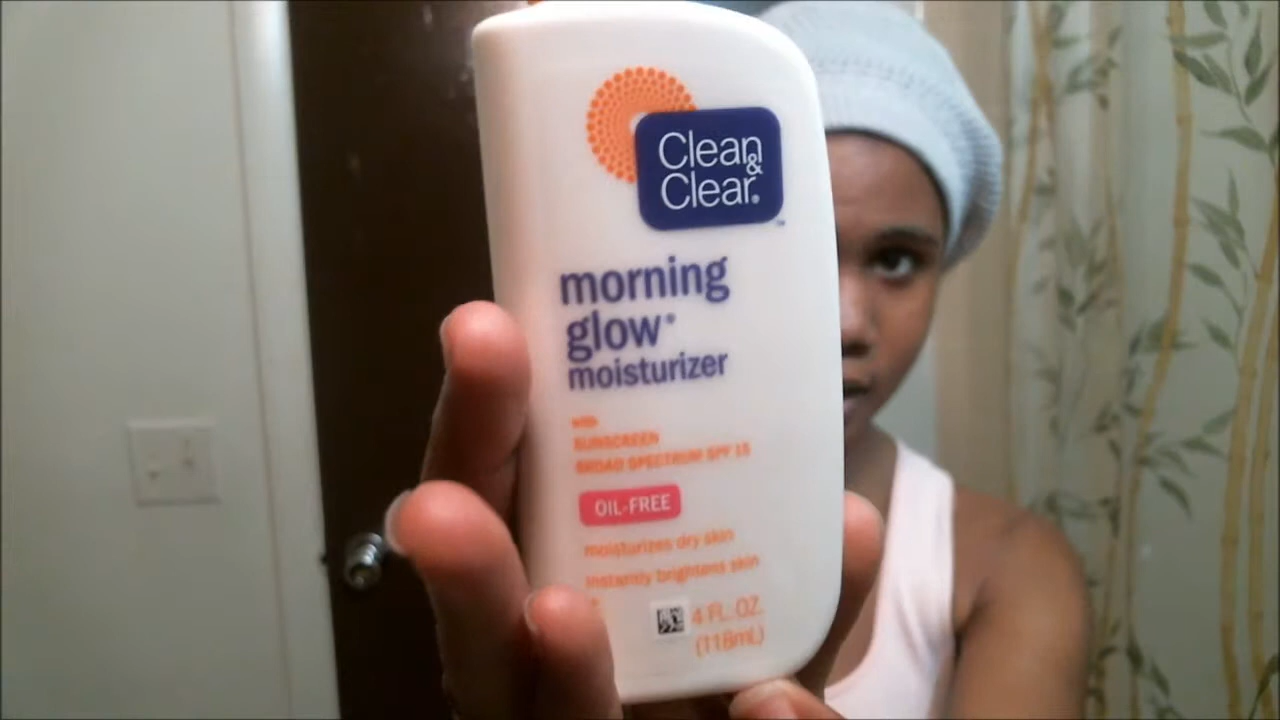 Clean
&
Clear®
™
morning
glow®
moisturizer
with
SUNSCREEN
BROAD SPECTRUM SPF 15
OIL-FREE
moisturizes dry skin
instantly brightens skin
4 FL. OZ.
(118mL)